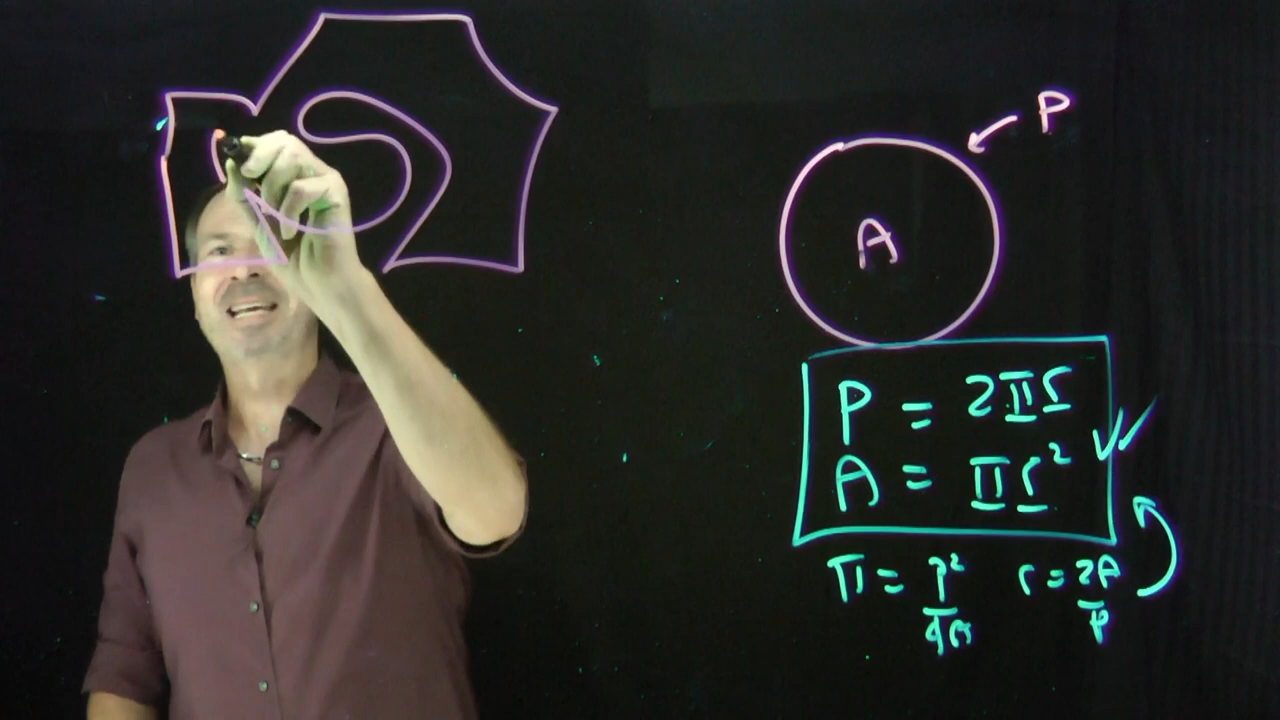 P
A
P = 2πr
A = πr²
π = P²/4A r = 2A/P